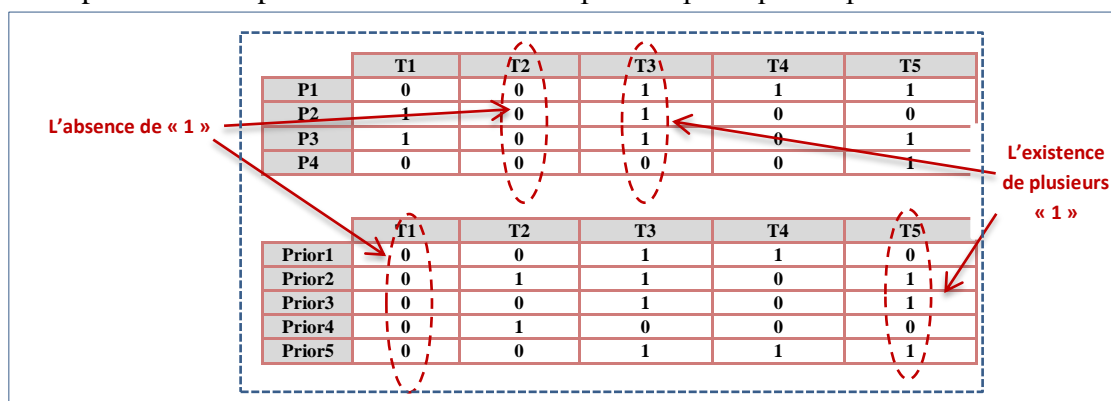 T1 T2 T3 T4 T5
P1 0 0 1 1 1
P2 1 0 1 0 0
P3 1 0 1 0 1
P4 0 0 0 0 1
L’absence de « 1 »
L’existence
de plusieurs
« 1 »
T1 T2 T3 T4 T5
Prior1 0 0 1 1 0
Prior2 0 1 1 0 1
Prior3 0 0 1 0 1
Prior4 0 1 0 0 0
Prior5 0 0 1 1 1